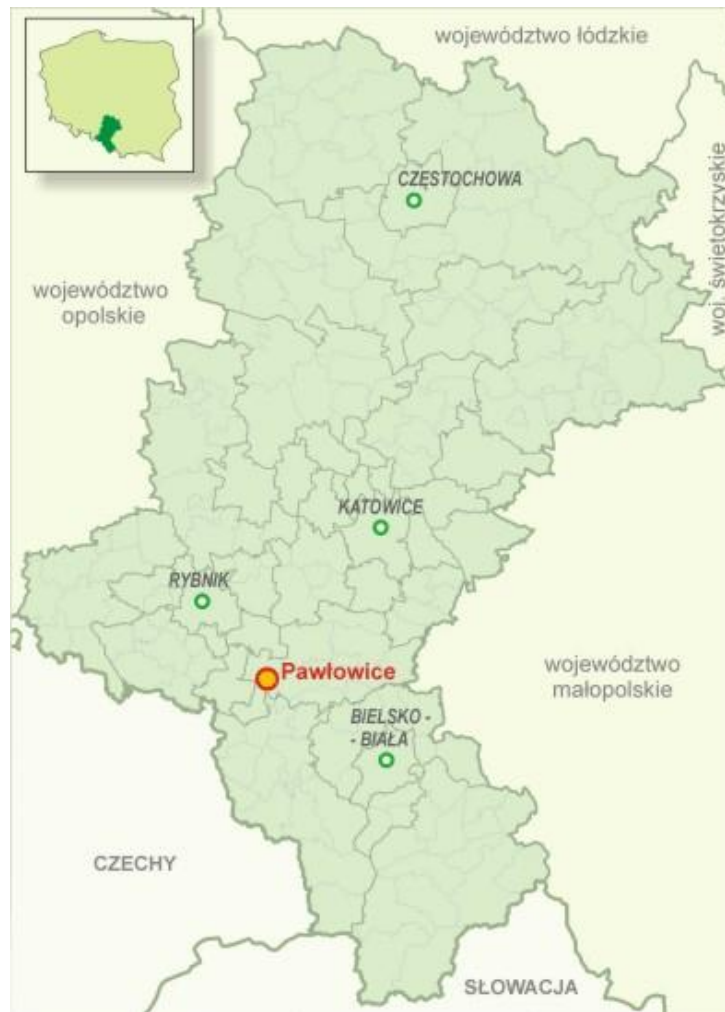 województwo łódzkie
CZĘSTOCHOWA
woj. świętokrzyskie
województwo
opolskie
KATOWICE
RYBNIK
Pawłowice
województwo
małopolskie
BIELSKO -
- BIAŁA
CZECHY
SŁOWACJA